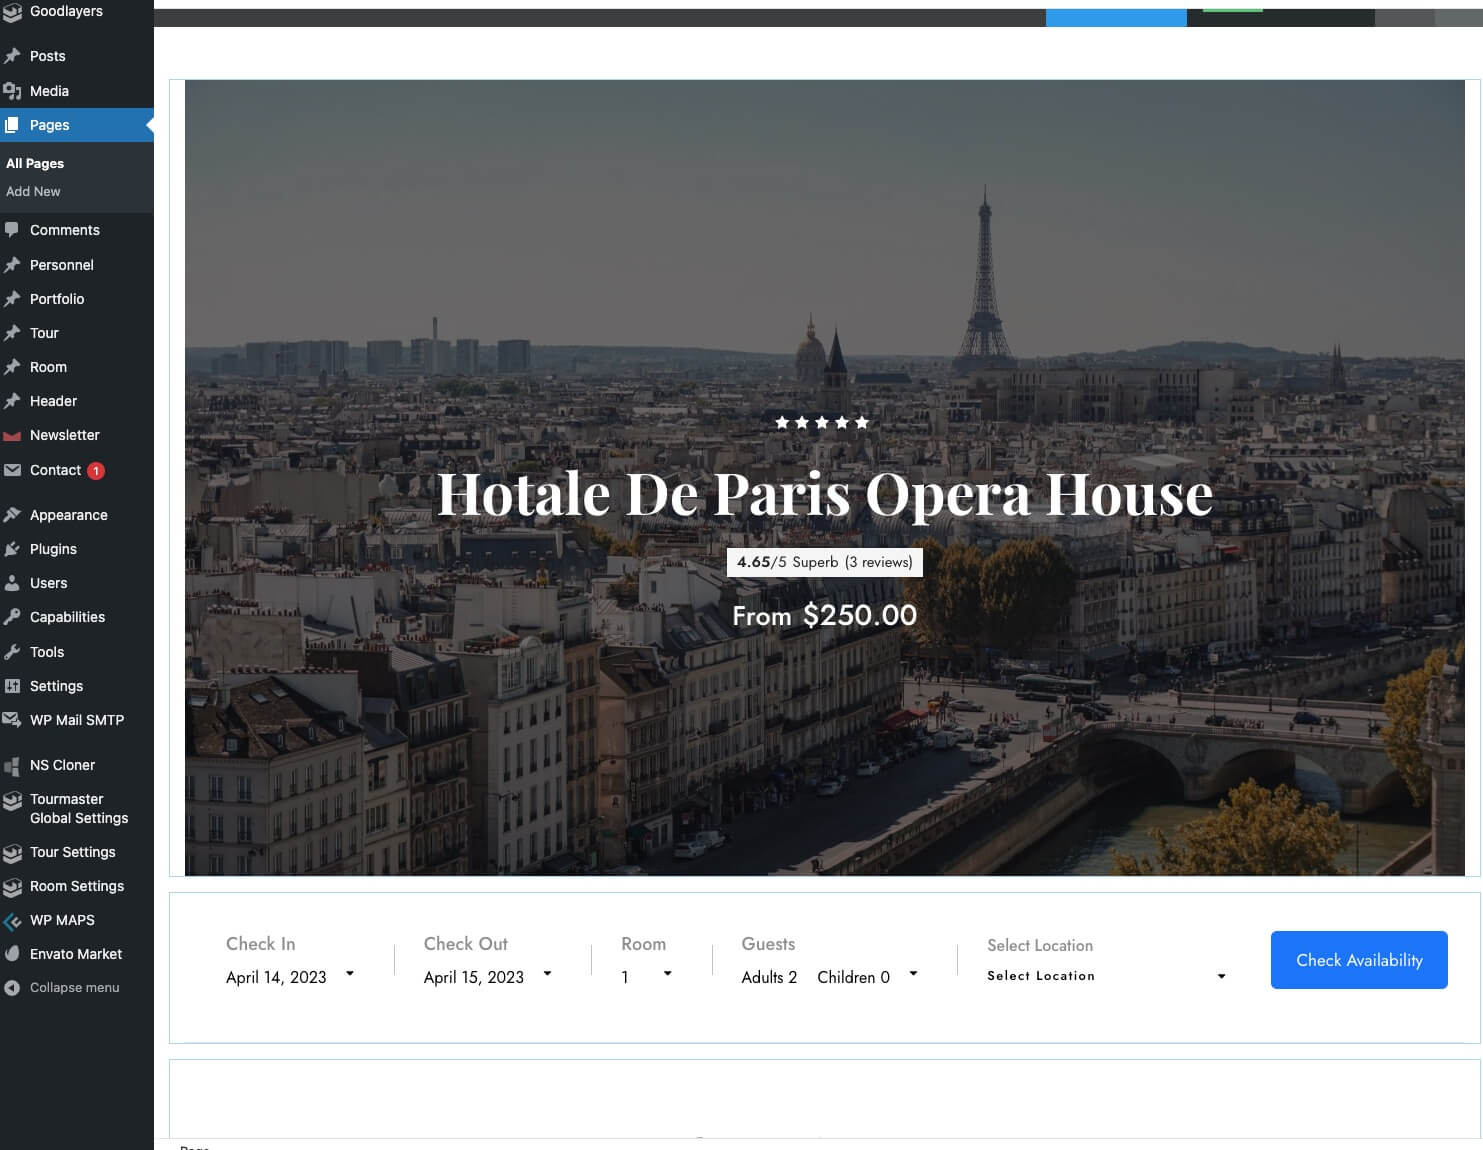 Goodlayers
Posts
Media
Pages
All Pages
Add New
Comments
Personnel
Portfolio
Tour
Room
Header
Newsletter
Contact 1
Appearance
Plugins
Users
Capabilities
Tools
Settings
WP Mail SMTP
NS Cloner
Tourmaster
Global Settings
Tour Settings
Room Settings
WP MAPS
Envato Market
Collapse menu
Hotale De Paris Opera House
4.65/5 Superb (3 reviews)
From $250.00
Check In
April 14, 2023
Check Out
April 15, 2023
Room
1
Guests
Adults 2 Children 0
Select Location
Select Location
Check Availability